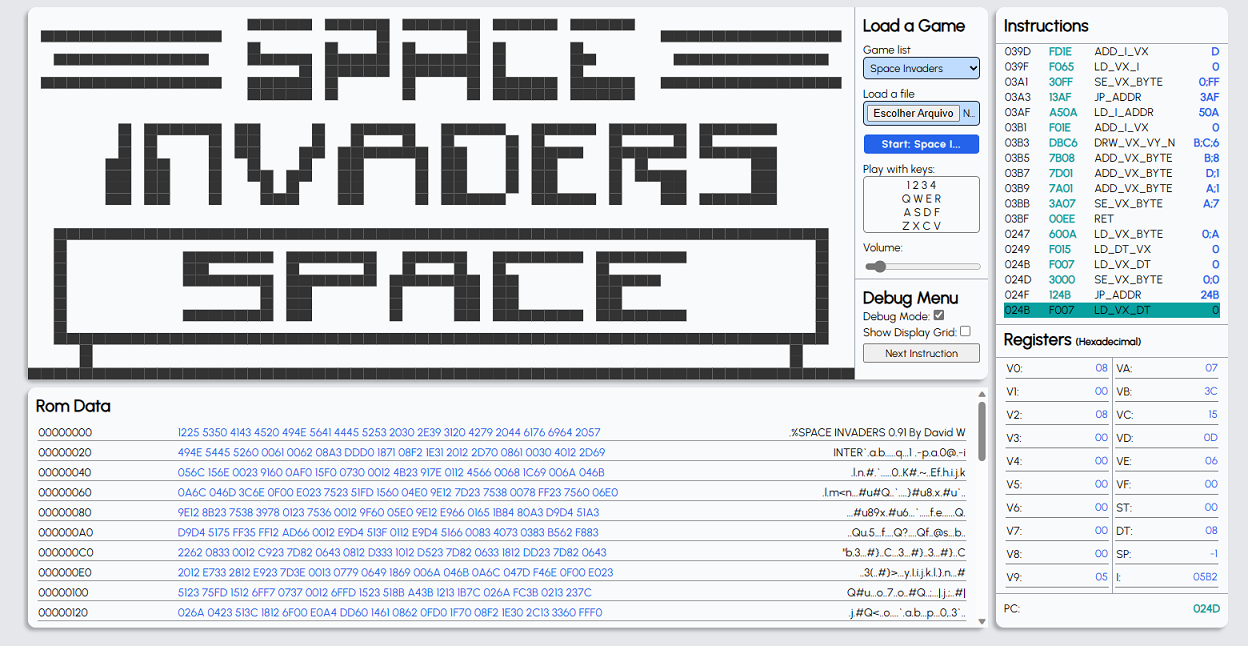 SPACE
INVADERS
SPACE
Load a Game
Game list
Space Invaders
Load a file
Escolher Arquivo N...
Start: Space I...
Play with keys:
1 2 3 4
Q W E R
A S D F
Z X C V
Volume:
Debug Menu
Debug Mode:
Show Display Grid:
Next Instruction
Instructions
039D FD1E ADD_I_VX D
039F F065 LD_VX_I 0
03A1 30FF SE_VX_BYTE 0;FF
03A3 13AF JP_ADDR 3AF
03AF A50A LD_I_ADDR 50A
03B1 F01E ADD_I_VX 0
03B3 DBC6 DRW_VX_VY_N B;C;6
03B5 7B08 ADD_VX_BYTE B;8
03B7 7D01 ADD_VX_BYTE D;1
03B9 7A01 ADD_VX_BYTE A;1
03BB 3A07 SE_VX_BYTE A;7
03BF 00EE RET
0247 600A LD_VX_BYTE 0;A
0249 F015 LD_DT_VX 0
024B F007 LD_VX_DT 0
024D 3000 SE_VX_BYTE 0;0
024F 124B JP_ADDR 24B
024B F007 LD_VX_DT 0
Registers (Hexadecimal)
V0: 08 VA: 07
V1: 00 VB: 3C
V2: 08 VC: 15
V3: 00 VD: 0D
V4: 00 VE: 06
V5: 00 VF: 00
V6: 00 ST: 00
V7: 00 DT: 08
V8: 00 SP: -1
V9: 05 I: 05B2
PC: 024D
Rom Data
00000000 1225 5350 4143 4520 494E 5641 4445 5253 2030 2E39 3120 4279 2044 6176 6964 2057 .%SPACE INVADERS 0.91 By David W
00000020 494E 5445 5260 0061 0062 08A3 DDD0 1871 08F2 1E31 2012 2D70 0861 0030 4012 2D69 INTER`.a.b.....q...1 .-p.a.0@.-i
00000040 056C 156E 0023 9160 0AF0 15F0 0730 0012 4B23 917E 0112 4566 0068 1C69 006A 046B .l.n.#.`.....0..K#.~..Ef.h.i.j.k
00000060 0A6C 046D 3C6E 0F00 E023 7523 51FD 1560 04E0 9E12 7D23 7538 0078 FF23 7560 06E0 .l.m<n...#u#Q..`....}#u8.x.#u`..
00000080 9E12 8B23 7538 3978 0123 7536 0012 9F60 05E0 9E12 E966 0165 1B84 80A3 D9D4 51A3 ...#u89x.#u6...`.....f.e......Q.
000000A0 D9D4 5175 FF35 FF12 AD66 0012 E9D4 513F 0112 E9D4 5166 0083 4073 0383 B562 F883 ..Qu.5...f....Q?....Qf..@s...b..
000000C0 2262 0833 0012 C923 7D82 0643 0812 D333 1012 D523 7D82 0633 1812 DD23 7D82 0643 "b.3...#}..C...3...#}..3...#}..C
000000E0 2012 E733 2812 E923 7D3E 0013 0779 0649 1869 006A 046B 0A6C 047D F46E 0F00 E023 ..3(..#}>...y.I.i.j.k.l.}.n...#
00000100 5123 75FD 1512 6FF7 0737 0012 6FFD 1523 518B A43B 1213 1B7C 026A FC3B 0213 237C Q#u...o..7..o..#Q..;...|.j.;..#|
00000120 026A 0423 513C 1812 6F00 E0A4 DD60 1461 0862 0FD0 1F70 08F2 1E30 2C13 3360 FFF0 .j.#Q<..o....`.a.b...p...0,.3`..